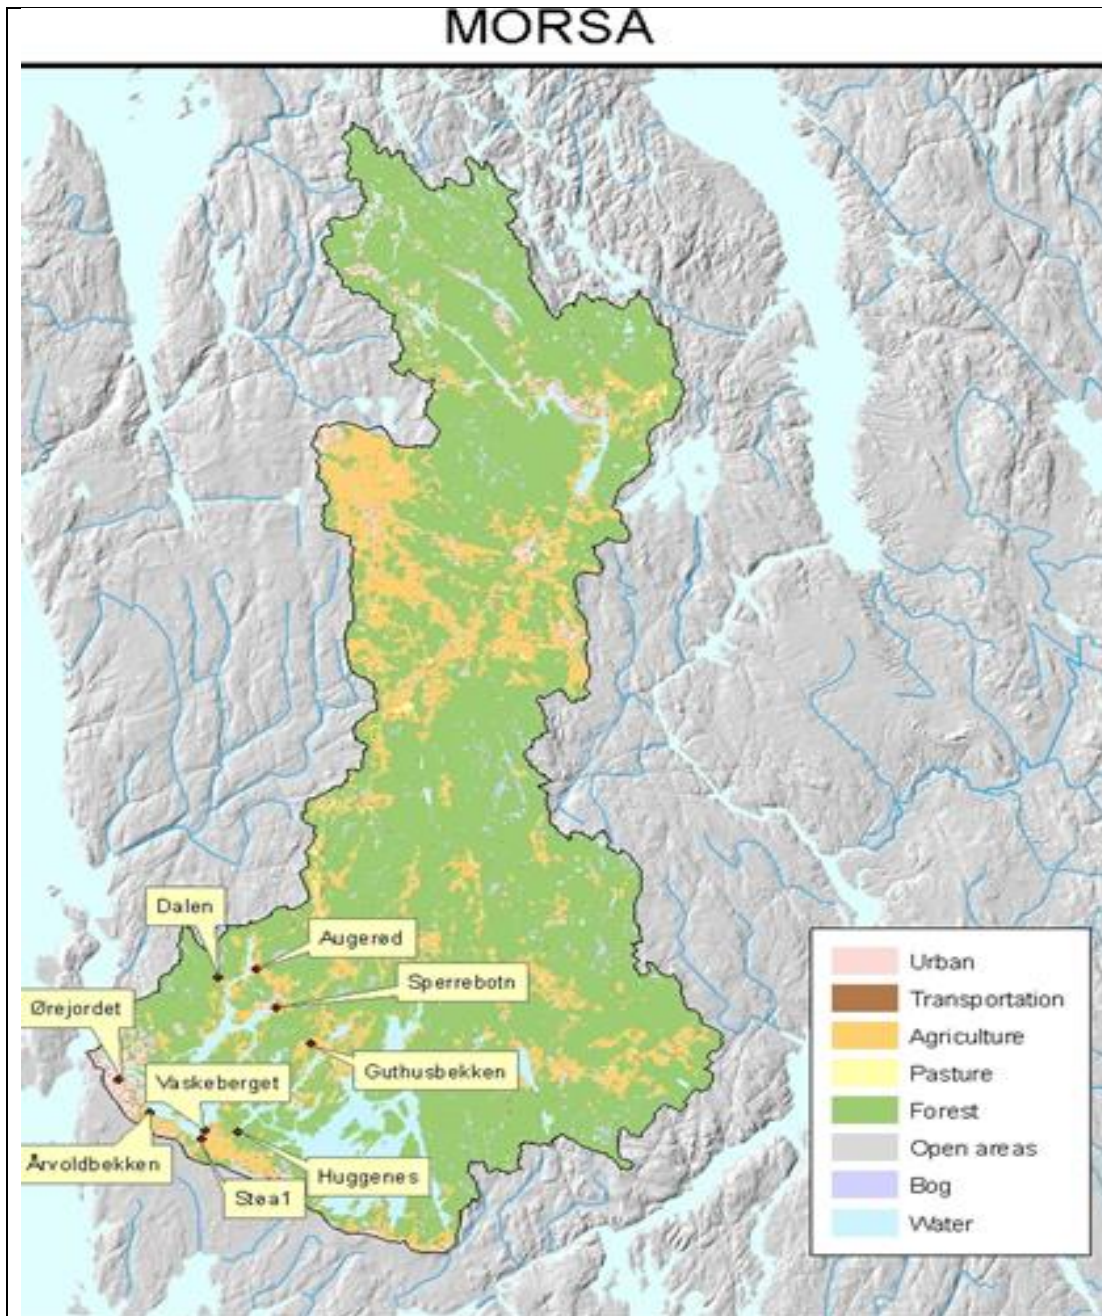 MORSA
Dalen
Augerød
Sperrebotn
Ørejordet
Vaskeberget
Guthusbekken
Årvoldbekken
Huggenes
Støa1
Urban
Transportation
Agriculture
Pasture
Forest
Open areas
Bog
Water